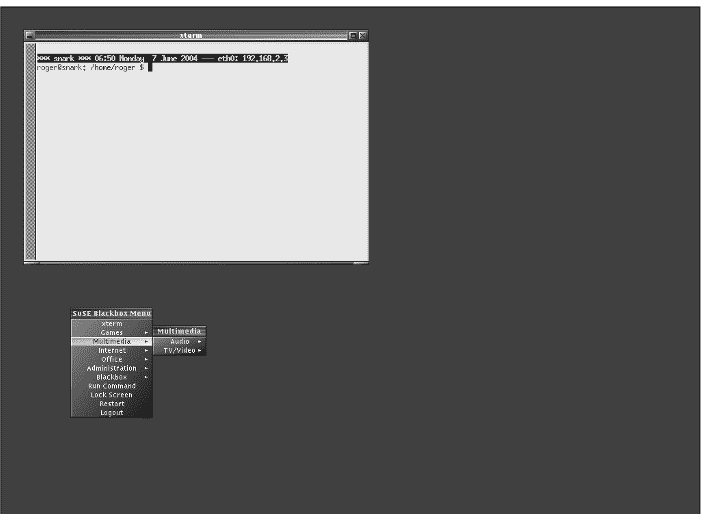 xterm
*** snark *** 06:50 Monday  7 June 2004 --- eth0: 192.168.2.3
roger@snark: /home/roger $
SuSE Blackbox Menu
xterm
Games
Multimedia
Internet
Office
Administration
Blackbox
Run Command
Lock Screen
Restart
Logout
Multimedia
Audio
TV/Video